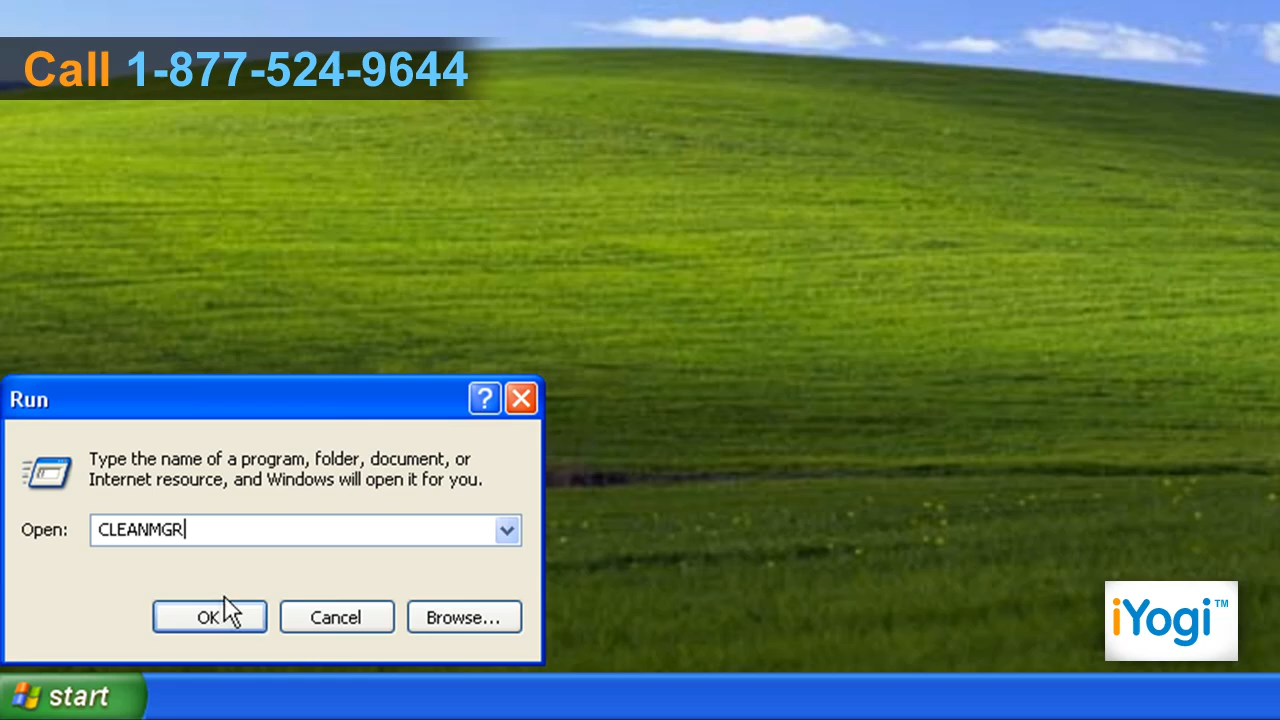 Call 1-877-524-9644
Run
?
Type the name of a program, folder, document, or
Internet resource, and Windows will open it for you.
Open: CLEANMGR
OK Cancel Browse...
iYogi™
start